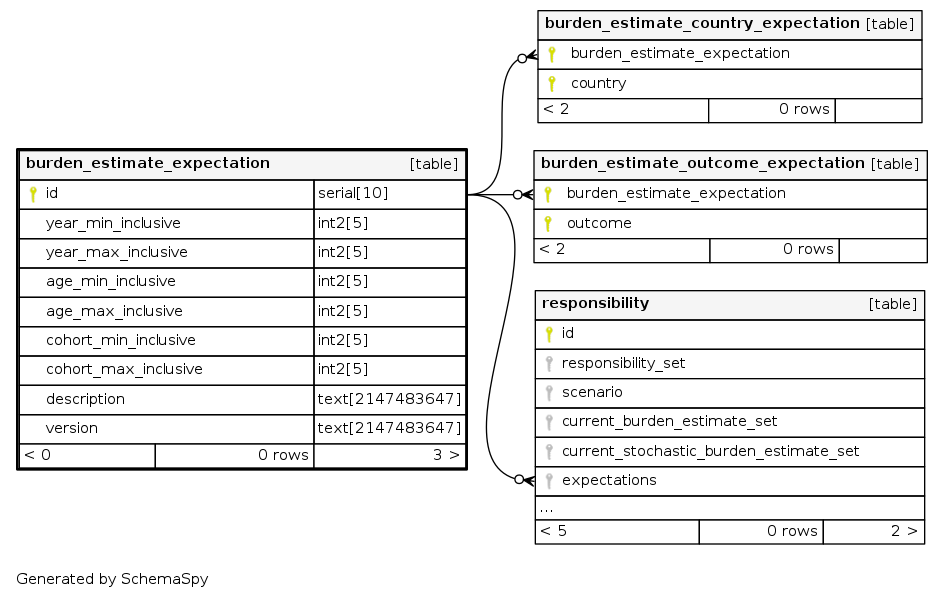 burden_estimate_country_expectation [table]
burden_estimate_expectation
country
< 2 0 rows
burden_estimate_expectation [table]
id serial[10]
year_min_inclusive int2[5]
year_max_inclusive int2[5]
age_min_inclusive int2[5]
age_max_inclusive int2[5]
cohort_min_inclusive int2[5]
cohort_max_inclusive int2[5]
description text[2147483647]
version text[2147483647]
< 0 0 rows 3 >
burden_estimate_outcome_expectation [table]
burden_estimate_expectation
outcome
< 2 0 rows
responsibility [table]
id
responsibility_set
scenario
current_burden_estimate_set
current_stochastic_burden_estimate_set
expectations
...
< 5 0 rows 2 >
Generated by SchemaSpy